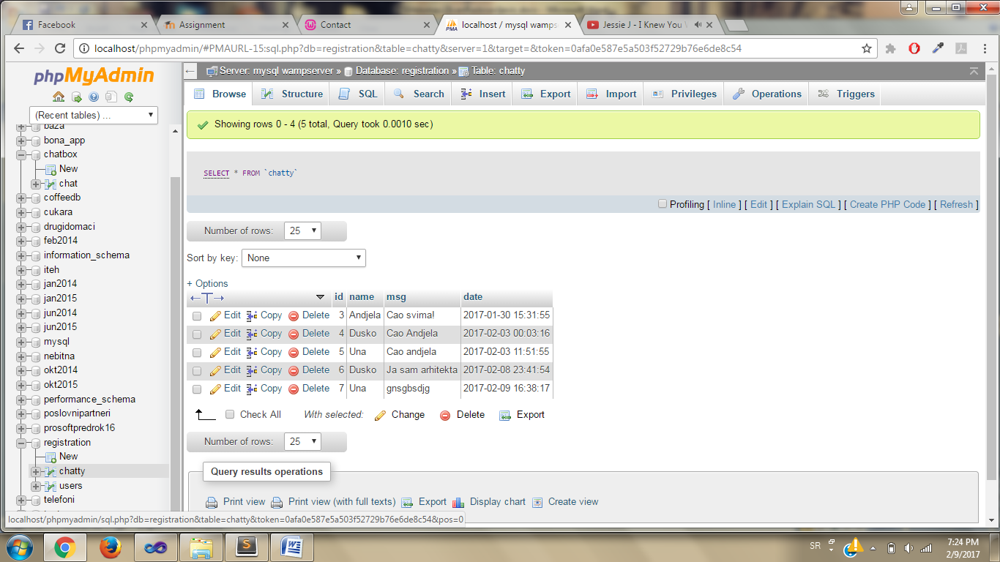 Facebook
Assignment
Contact
localhost / mysql wamps
Jessie J - I Knew You
localhost/phpmyadmin/#PMAURL-15:sql.php?db=registration&table=chatty&server=1&target=&token=0afa0e587e5a503f52729b76e6de8c54
phpMyAdmin
(Recent tables) ...
baza
bona_app
chatbox
New
chat
coffeedb
cukara
drugidomaci
feb2014
information_schema
iteh
jan2014
jan2015
jun2014
jun2015
mysql
nebitna
okt2014
okt2015
performance_schema
poslovnipartneri
prosoftpredrok16
registration
New
chatty
users
telefoni
Server: mysql wampserver » Database: registration » Table: chatty
Browse Structure SQL Search Insert Export Import Privileges Operations Triggers
Showing rows 0 - 4 (5 total, Query took 0.0010 sec)
SELECT * FROM `chatty`
Profiling [ Inline ] [ Edit ] [ Explain SQL ] [ Create PHP Code ] [ Refresh ]
Number of rows: 25
Sort by key: None
+ Options
id name msg date
Edit Copy Delete 3 Andjela Cao svima! 2017-01-30 15:31:55
Edit Copy Delete 4 Dusko Cao Andjela 2017-02-03 00:03:16
Edit Copy Delete 5 Una Cao andjela 2017-02-03 11:51:55
Edit Copy Delete 6 Dusko Ja sam arhitekta 2017-02-08 23:41:54
Edit Copy Delete 7 Una gnsgbsdjg 2017-02-09 16:38:17
Check All With selected: Change Delete Export
Number of rows: 25
Query results operations
Print view Print view (with full texts) Export Display chart Create view
localhost/phpmyadmin/sql.php?db=registration&table=chatty&token=0afa0e587e5a503f52729b76e6de8c54&pos=0
SR
7:24 PM
2/9/2017